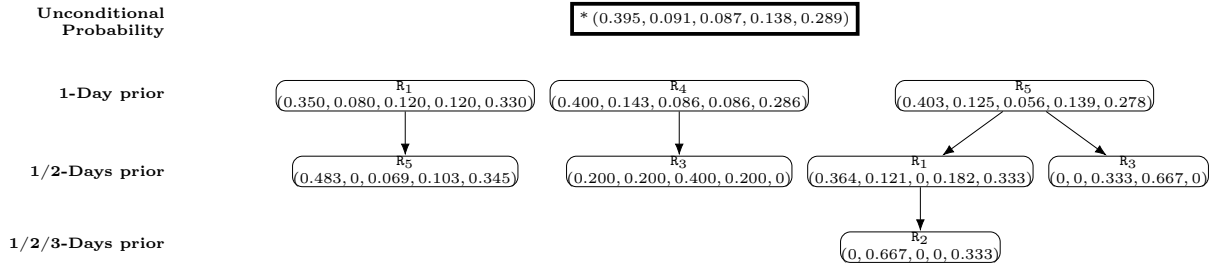 Unconditional
Probability
* (0.395, 0.091, 0.087, 0.138, 0.289)
1-Day prior
R₁
(0.350, 0.080, 0.120, 0.120, 0.330)
R₄
(0.400, 0.143, 0.086, 0.086, 0.286)
R₅
(0.403, 0.125, 0.056, 0.139, 0.278)
1/2-Days prior
R₅
(0.483, 0, 0.069, 0.103, 0.345)
R₃
(0.200, 0.200, 0.400, 0.200, 0)
R₁
(0.364, 0.121, 0, 0.182, 0.333)
R₃
(0, 0, 0.333, 0.667, 0)
1/2/3-Days prior
R₂
(0, 0.667, 0, 0, 0.333)